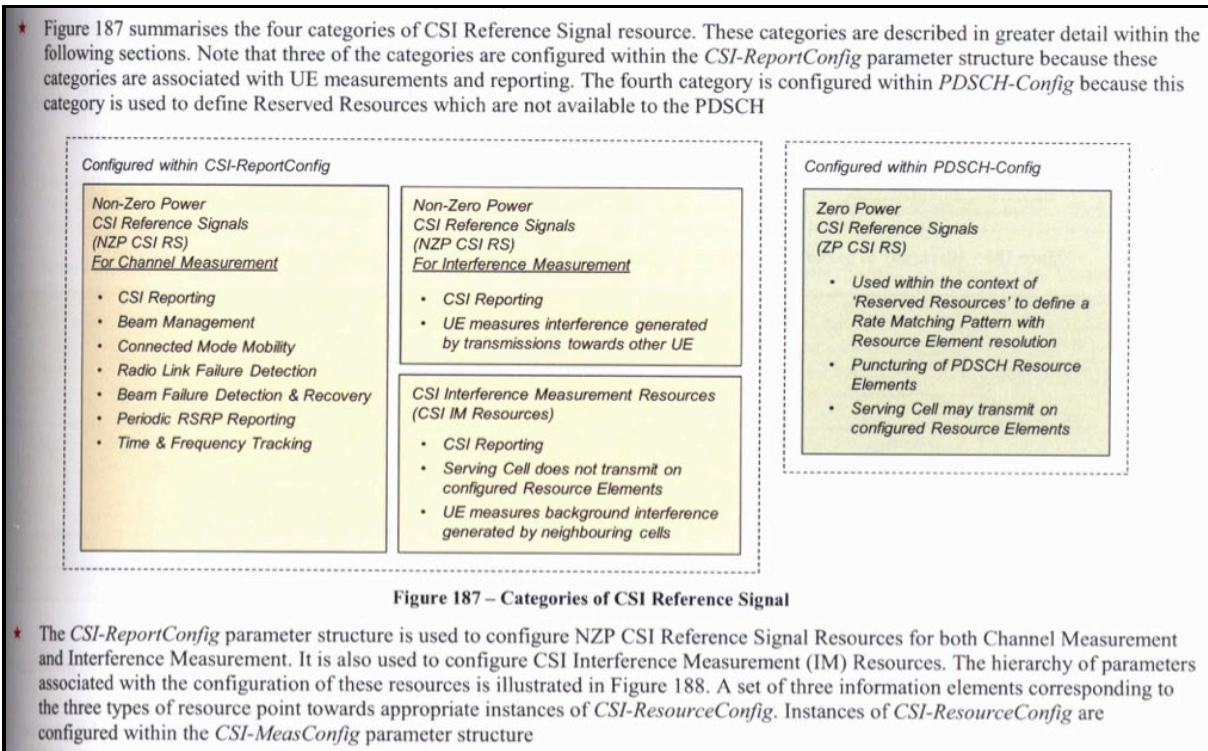 ★ Figure 187 summarises the four categories of CSI Reference Signal resource. These categories are described in greater detail within the
following sections. Note that three of the categories are configured within the CSI-ReportConfig parameter structure because these
categories are associated with UE measurements and reporting. The fourth category is configured within PDSCH-Config because this
category is used to define Reserved Resources which are not available to the PDSCH
Configured within CSI-ReportConfig
Non-Zero Power
CSI Reference Signals
(NZP CSI RS)
For Channel Measurement
• CSI Reporting
• Beam Management
• Connected Mode Mobility
• Radio Link Failure Detection
• Beam Failure Detection & Recovery
• Periodic RSRP Reporting
• Time & Frequency Tracking
Non-Zero Power
CSI Reference Signals
(NZP CSI RS)
For Interference Measurement
• CSI Reporting
• UE measures interference generated
by transmissions towards other UE
CSI Interference Measurement Resources
(CSI IM Resources)
• CSI Reporting
• Serving Cell does not transmit on
configured Resource Elements
• UE measures background interference
generated by neighbouring cells
Configured within PDSCH-Config
Zero Power
CSI Reference Signals
(ZP CSI RS)
• Used within the context of
'Reserved Resources' to define a
Rate Matching Pattern with
Resource Element resolution
• Puncturing of PDSCH Resource
Elements
• Serving Cell may transmit on
configured Resource Elements
Figure 187 – Categories of CSI Reference Signal
★ The CSI-ReportConfig parameter structure is used to configure NZP CSI Reference Signal Resources for both Channel Measurement
and Interference Measurement. It is also used to configure CSI Interference Measurement (IM) Resources. The hierarchy of parameters
associated with the configuration of these resources is illustrated in Figure 188. A set of three information elements corresponding to
the three types of resource point towards appropriate instances of CSI-ResourceConfig. Instances of CSI-ResourceConfig are
configured within the CSI-MeasConfig parameter structure